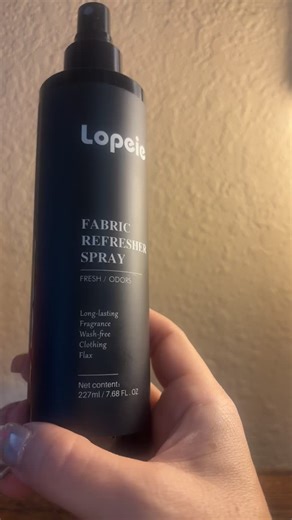 Lopeie
FABRIC
REFRESHER
SPRAY
FRESH / ODORS
Long-lasting
Fragrance
Wash-free
Clothing
Flax
Net content:
227ml / 7.68 FL . OZ